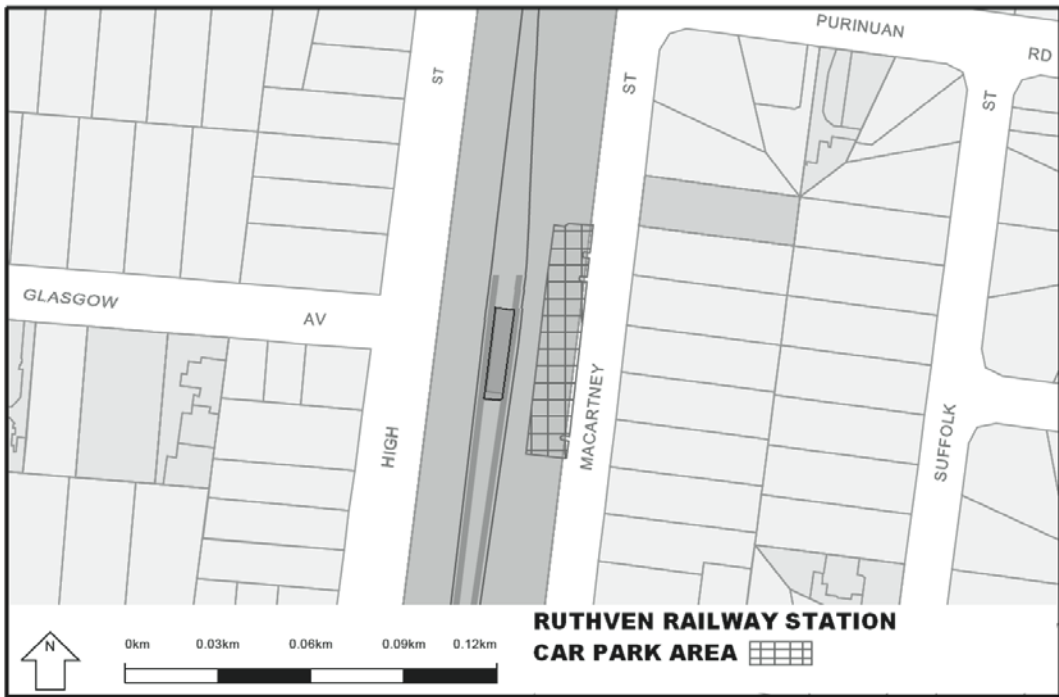 PURINUAN
RD
ST
ST
ST
GLASGOW
AV
MACARTNEY
HIGH
SUFFOLK
N
0km 0.03km 0.06km 0.09km 0.12km
RUTHVEN RAILWAY STATION
CAR PARK AREA